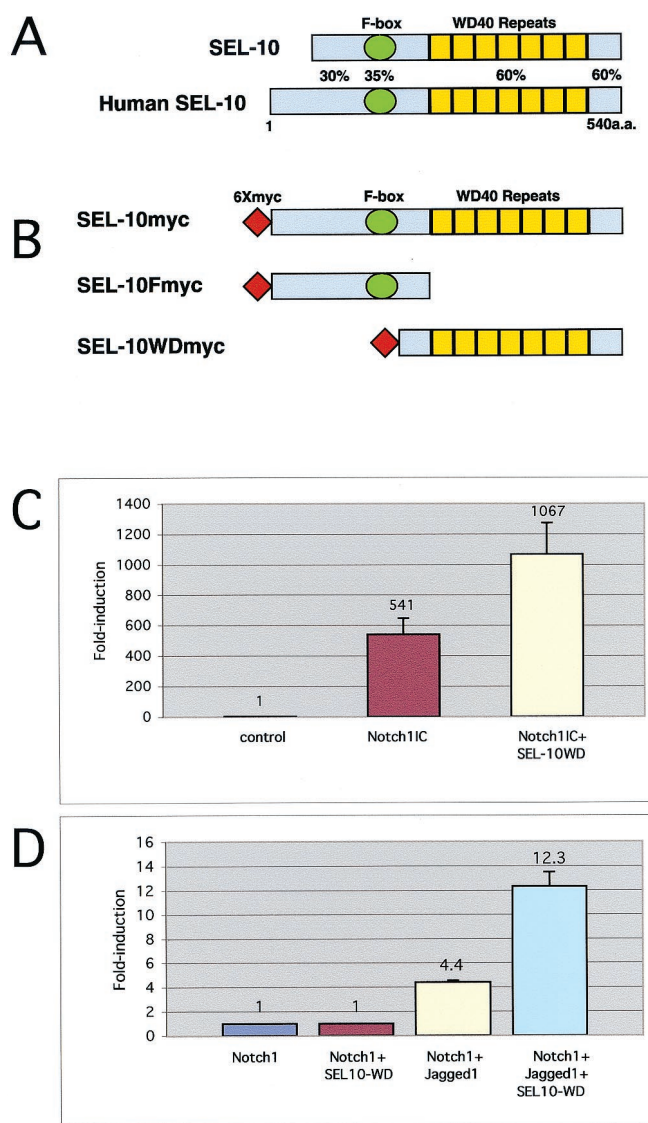 A
F-box
WD40 Repeats
SEL-10
30%
35%
60%
60%
Human SEL-10
1
540a.a.
B
6Xmyc
F-box
WD40 Repeats
SEL-10myc
SEL-10Fmyc
SEL-10WDmyc
C
Fold-induction
1400
1200
1000
800
600
400
200
0
1
541
1067
control
Notch1IC
Notch1IC+
SEL-10WD
D
Fold-induction
16
14
12
10
8
6
4
2
0
1
1
4.4
12.3
Notch1
Notch1+
SEL10-WD
Notch1+
Jagged1
Notch1+
Jagged1+
SEL10-WD